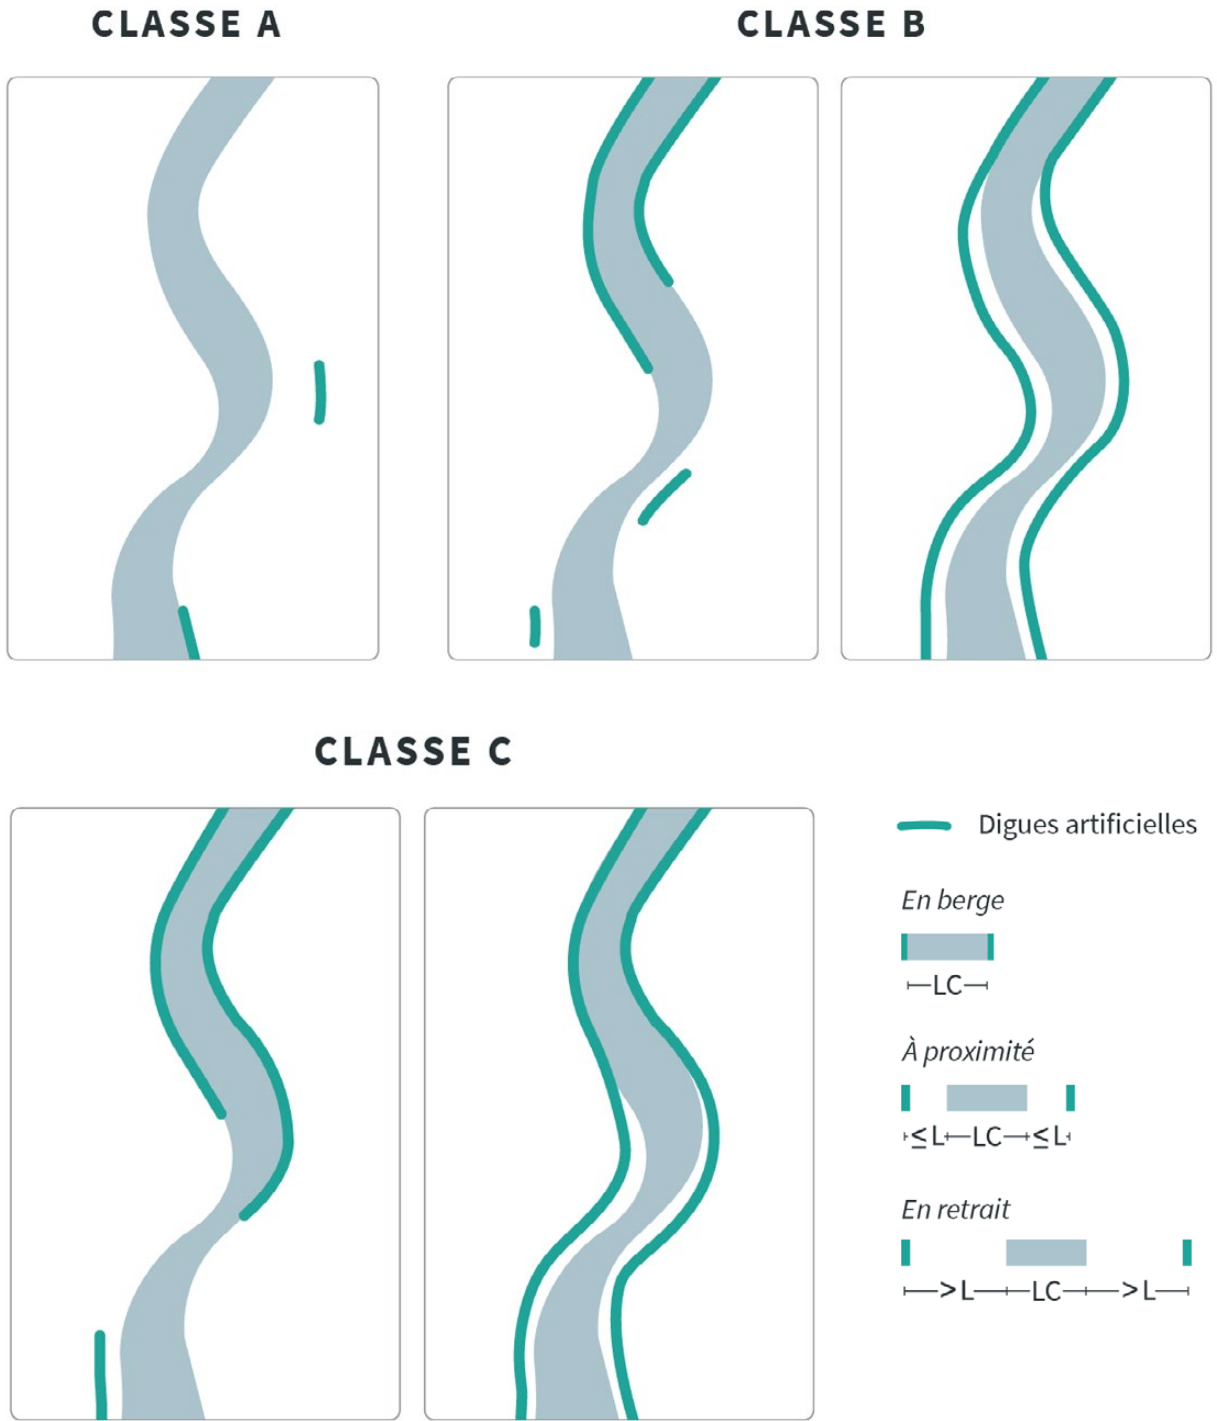 CLASSE A
CLASSE B
CLASSE C
Digues artificielles
En berge
LC
À proximité
≤ L LC ≤ L
En retrait
> L LC > L